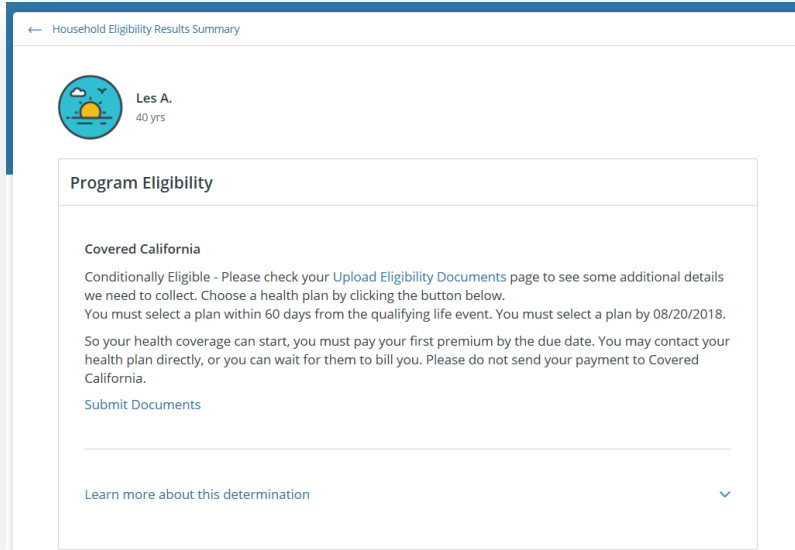 ← Household Eligibility Results Summary
Les A.
40 yrs
Program Eligibility
Covered California
Conditionally Eligible - Please check your Upload Eligibility Documents page to see some additional details
we need to collect. Choose a health plan by clicking the button below.
You must select a plan within 60 days from the qualifying life event. You must select a plan by 08/20/2018.
So your health coverage can start, you must pay your first premium by the due date. You may contact your
health plan directly, or you can wait for them to bill you. Please do not send your payment to Covered
California.
Submit Documents
Learn more about this determination